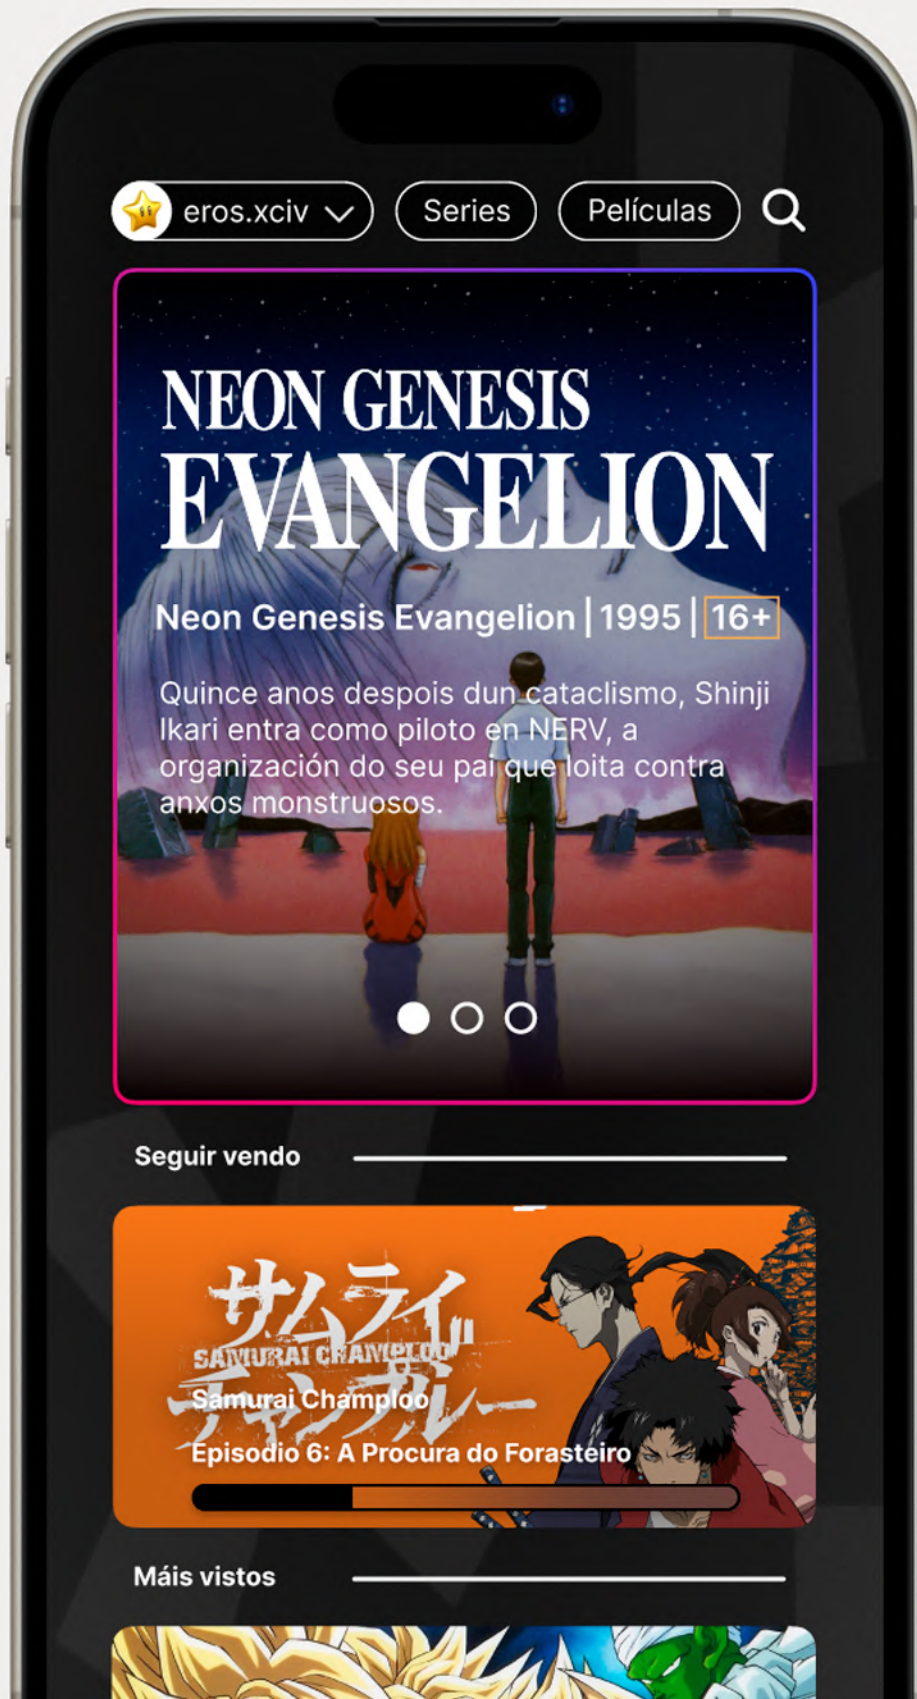 eros.xciv
Series
Películas
NEON GENESIS
EVANGELION
Neon Genesis Evangelion | 1995 | 16+
Quince anos despois dun cataclismo, Shinji
Ikari entra como piloto en NERV, a
organización do seu pai que loita contra
anxos monstruosos.
Seguir vendo
サムライ
SAMURAI CHAMPLOO
チャンプルー
Samurai Champloo
Episodio 6: A Procura do Forasteiro
Máis vistos